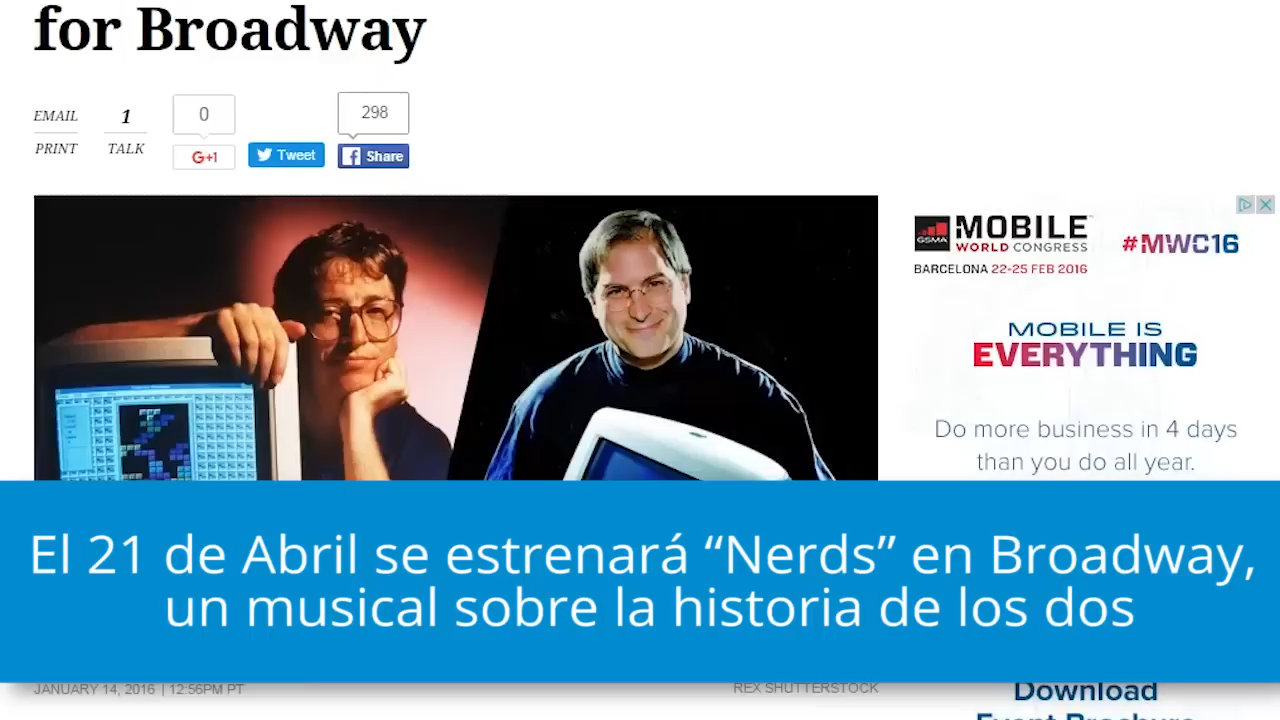 for Broadway
EMAIL
PRINT
1
TALK
0
G+1
Tweet
298
Share
GSMA
MOBILE
WORLD CONGRESS
BARCELONA 22-25 FEB 2016
#MWC16
MOBILE IS
EVERYTHING
Do more business in 4 days
than you do all year.
El 21 de Abril se estrenará “Nerds” en Broadway,
un musical sobre la historia de los dos
JANUARY 14, 2016 | 12:56PM PT
REX SHUTTERSTOCK
Download
Event Brochure